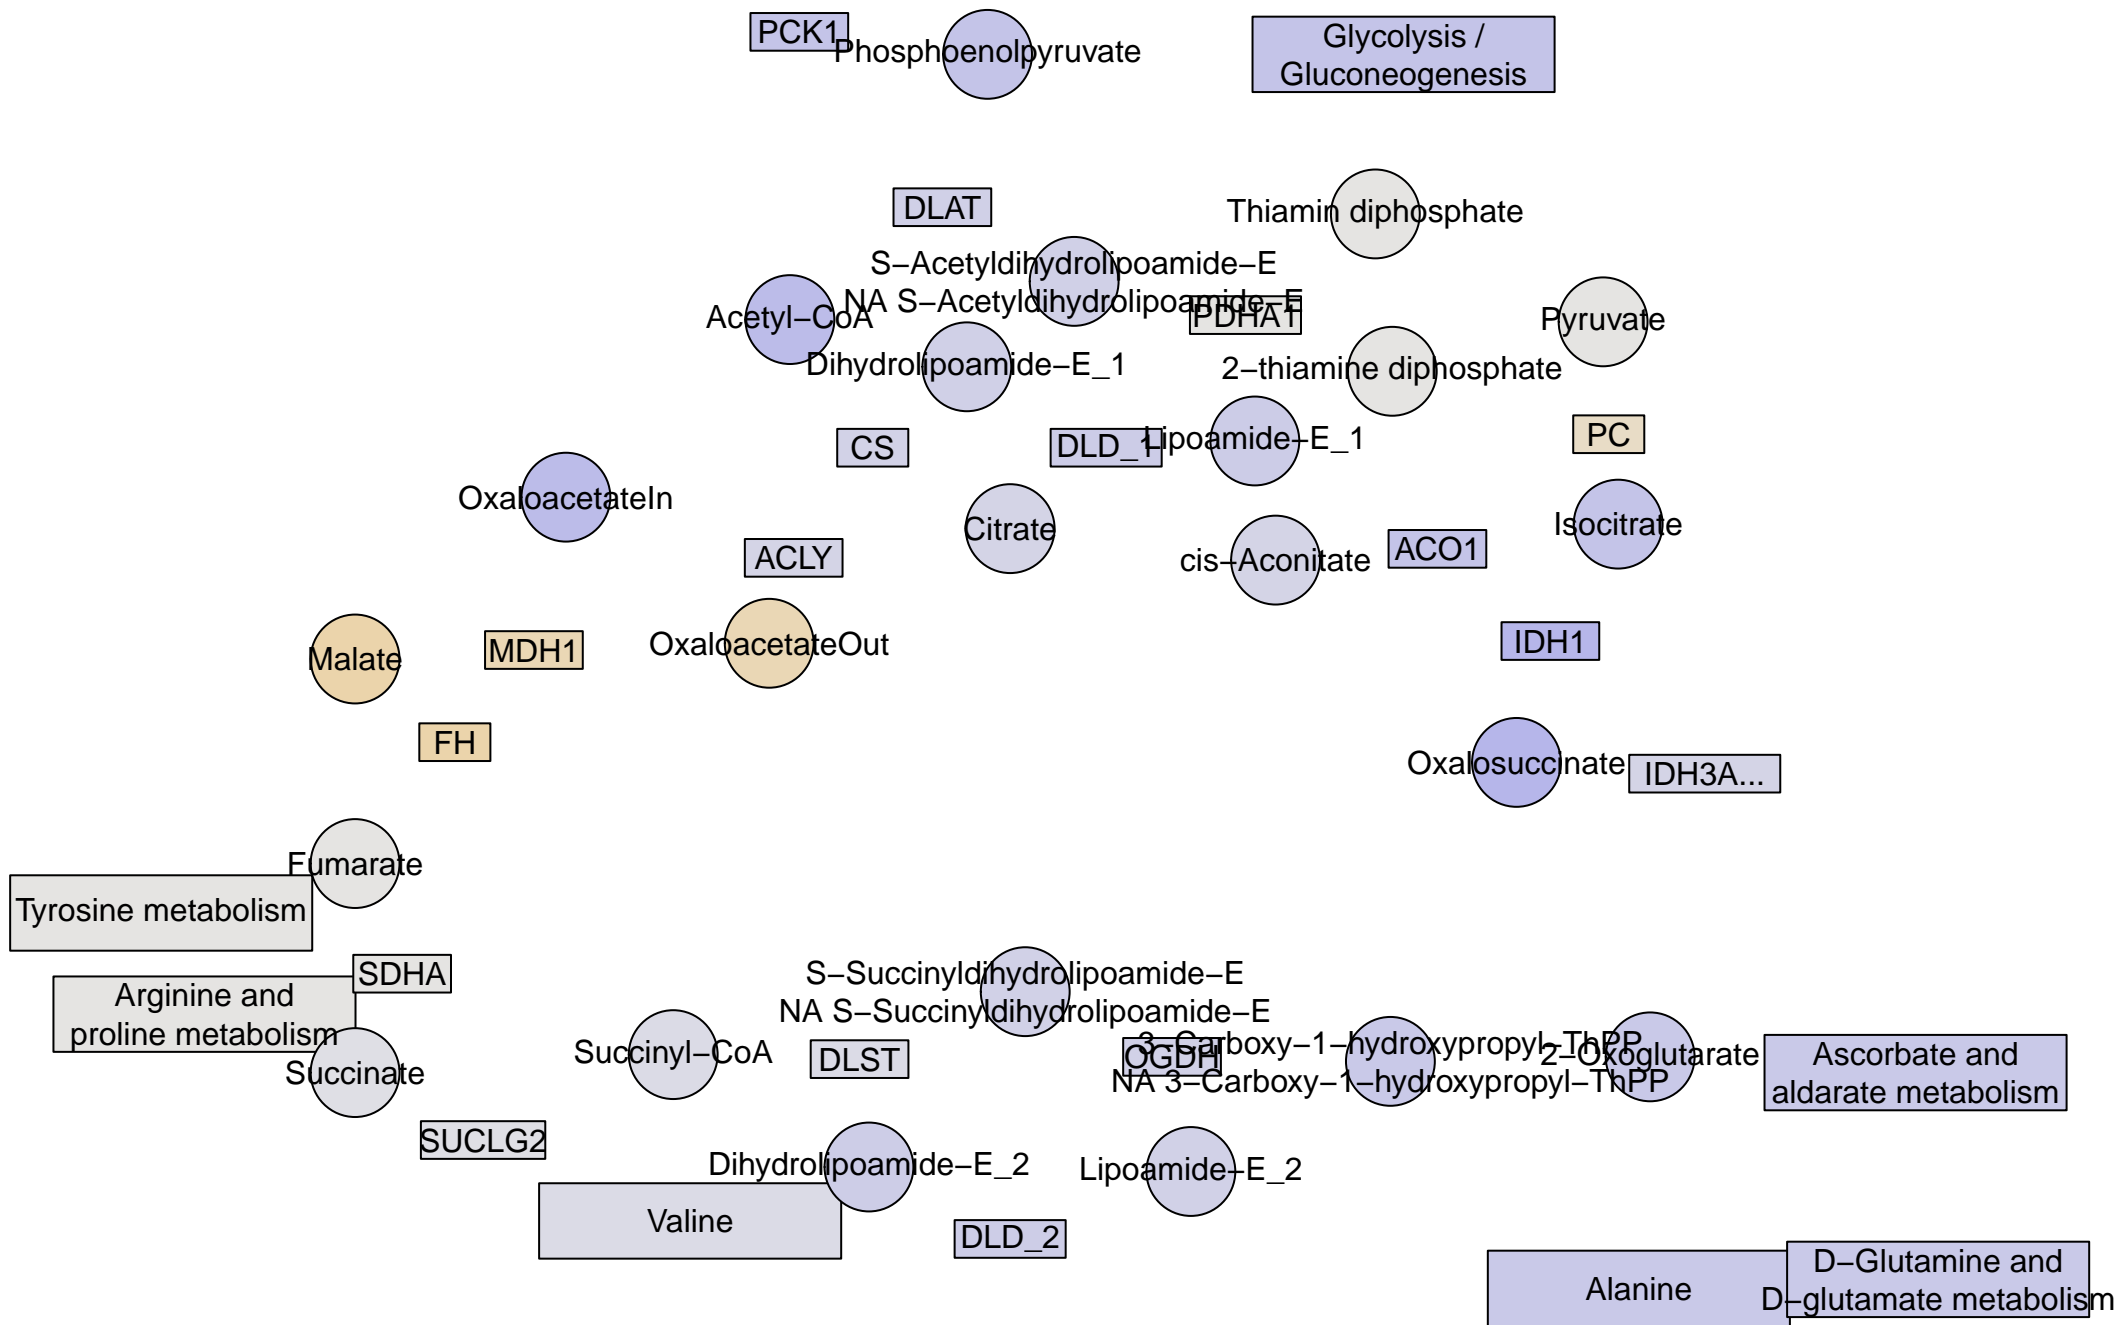 PCK1
Phosphoenolpyruvate
Glycolysis /
Gluconeogenesis
DLAT
Thiamin diphosphate
S−Acetyldihydrolipoamide−E
NA S−Acetyldihydrolipoamide−E
Acetyl−CoA
PDHA1
Pyruvate
Dihydrolipoamide−E_1
2−thiamine diphosphate
CS
DLD_1
Lipoamide−E_1
PC
OxaloacetateIn
Citrate
Isocitrate
ACLY
cis−Aconitate
ACO1
Malate
MDH1
OxaloacetateOut
IDH1
FH
Oxalosuccinate
IDH3A...
Fumarate
Tyrosine metabolism
SDHA
Arginine and
proline metabolism
S−Succinyldihydrolipoamide−E
NA S−Succinyldihydrolipoamide−E
Succinate
Succinyl−CoA
DLST
OGDH
3−Carboxy−1−hydroxypropyl−ThPP
NA 3−Carboxy−1−hydroxypropyl−ThPP
2−Oxoglutarate
Ascorbate and
aldarate metabolism
SUCLG2
Dihydrolipoamide−E_2
Lipoamide−E_2
Valine
DLD_2
Alanine
D−Glutamine and
D−glutamate metabolism